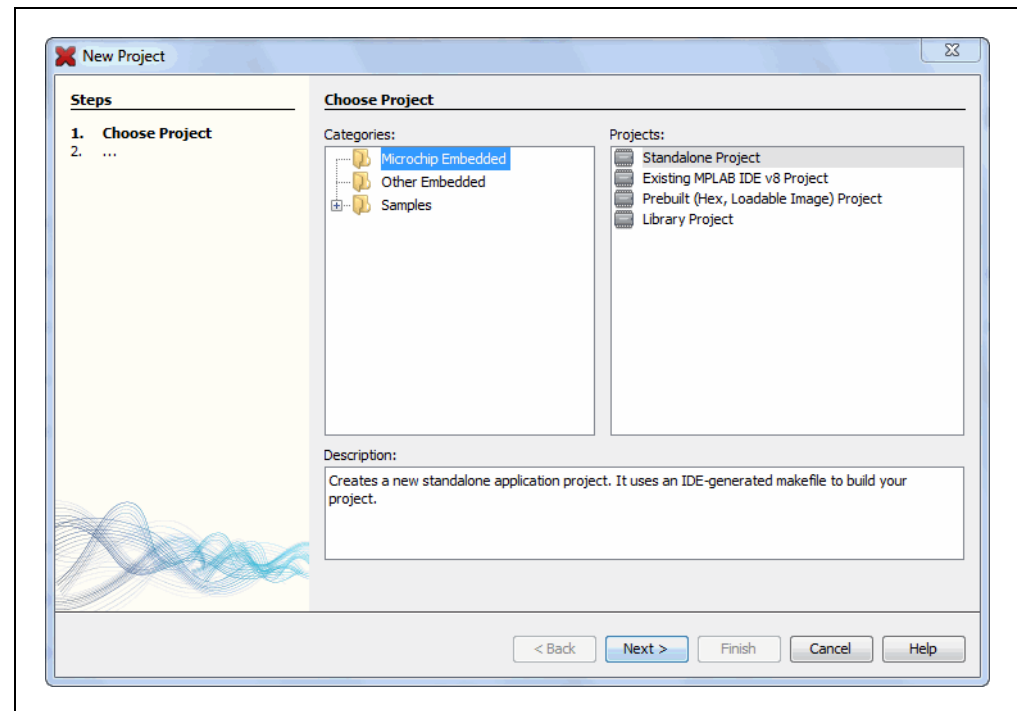 New Project
Steps
1. Choose Project
2. ...
Choose Project
Categories:
Microchip Embedded
Other Embedded
Samples
Projects:
Standalone Project
Existing MPLAB IDE v8 Project
Prebuilt (Hex, Loadable Image) Project
Library Project
Description:
Creates a new standalone application project. It uses an IDE-generated makefile to build your
project.
< Back Next > Finish Cancel Help